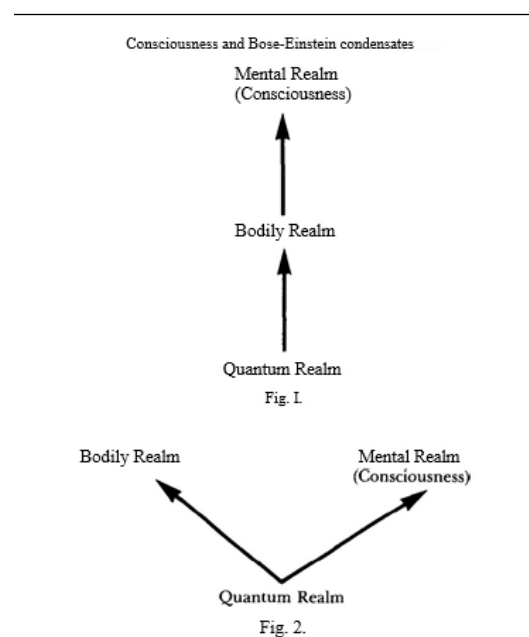 Consciousness and Bose-Einstein condensates
Mental Realm
(Consciousness)
Bodily Realm
Quantum Realm
Fig. I.
Bodily Realm
Mental Realm
(Consciousness)
Quantum Realm
Fig. 2.